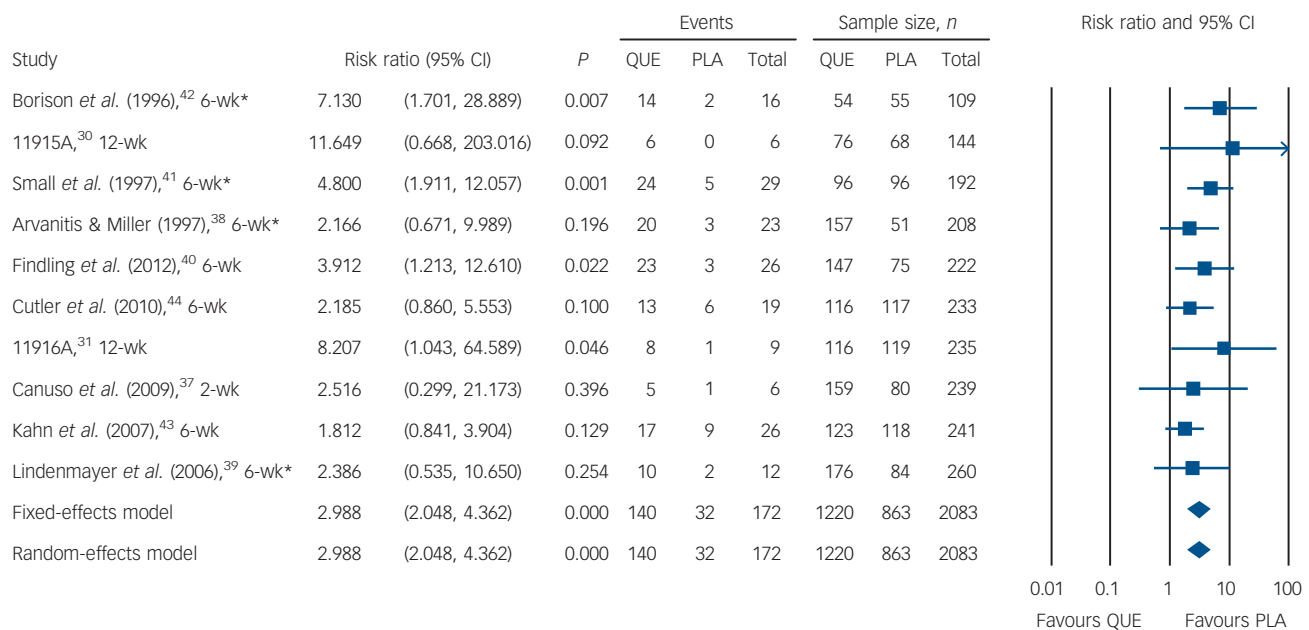 Events Sample size, n Risk ratio and 95% CI
Study Risk ratio (95% CI) P QUE PLA Total QUE PLA Total
Borison et al. (1996),42 6-wk* 7.130 (1.701, 28.889) 0.007 14 2 16 54 55 109
11915A,30 12-wk 11.649 (0.668, 203.016) 0.092 6 0 6 76 68 144
Small et al. (1997),41 6-wk* 4.800 (1.911, 12.057) 0.001 24 5 29 96 96 192
Arvanitis & Miller (1997),38 6-wk* 2.166 (0.671, 9.989) 0.196 20 3 23 157 51 208
Findling et al. (2012),40 6-wk 3.912 (1.213, 12.610) 0.022 23 3 26 147 75 222
Cutler et al. (2010),44 6-wk 2.185 (0.860, 5.553) 0.100 13 6 19 116 117 233
11916A,31 12-wk 8.207 (1.043, 64.589) 0.046 8 1 9 116 119 235
Canuso et al. (2009),37 2-wk 2.516 (0.299, 21.173) 0.396 5 1 6 159 80 239
Kahn et al. (2007),43 6-wk 1.812 (0.841, 3.904) 0.129 17 9 26 123 118 241
Lindenmayer et al. (2006),39 6-wk* 2.386 (0.535, 10.650) 0.254 10 2 12 176 84 260
Fixed-effects model 2.988 (2.048, 4.362) 0.000 140 32 172 1220 863 2083
Random-effects model 2.988 (2.048, 4.362) 0.000 140 32 172 1220 863 2083
0.01 0.1 1 10 100
Favours QUE Favours PLA